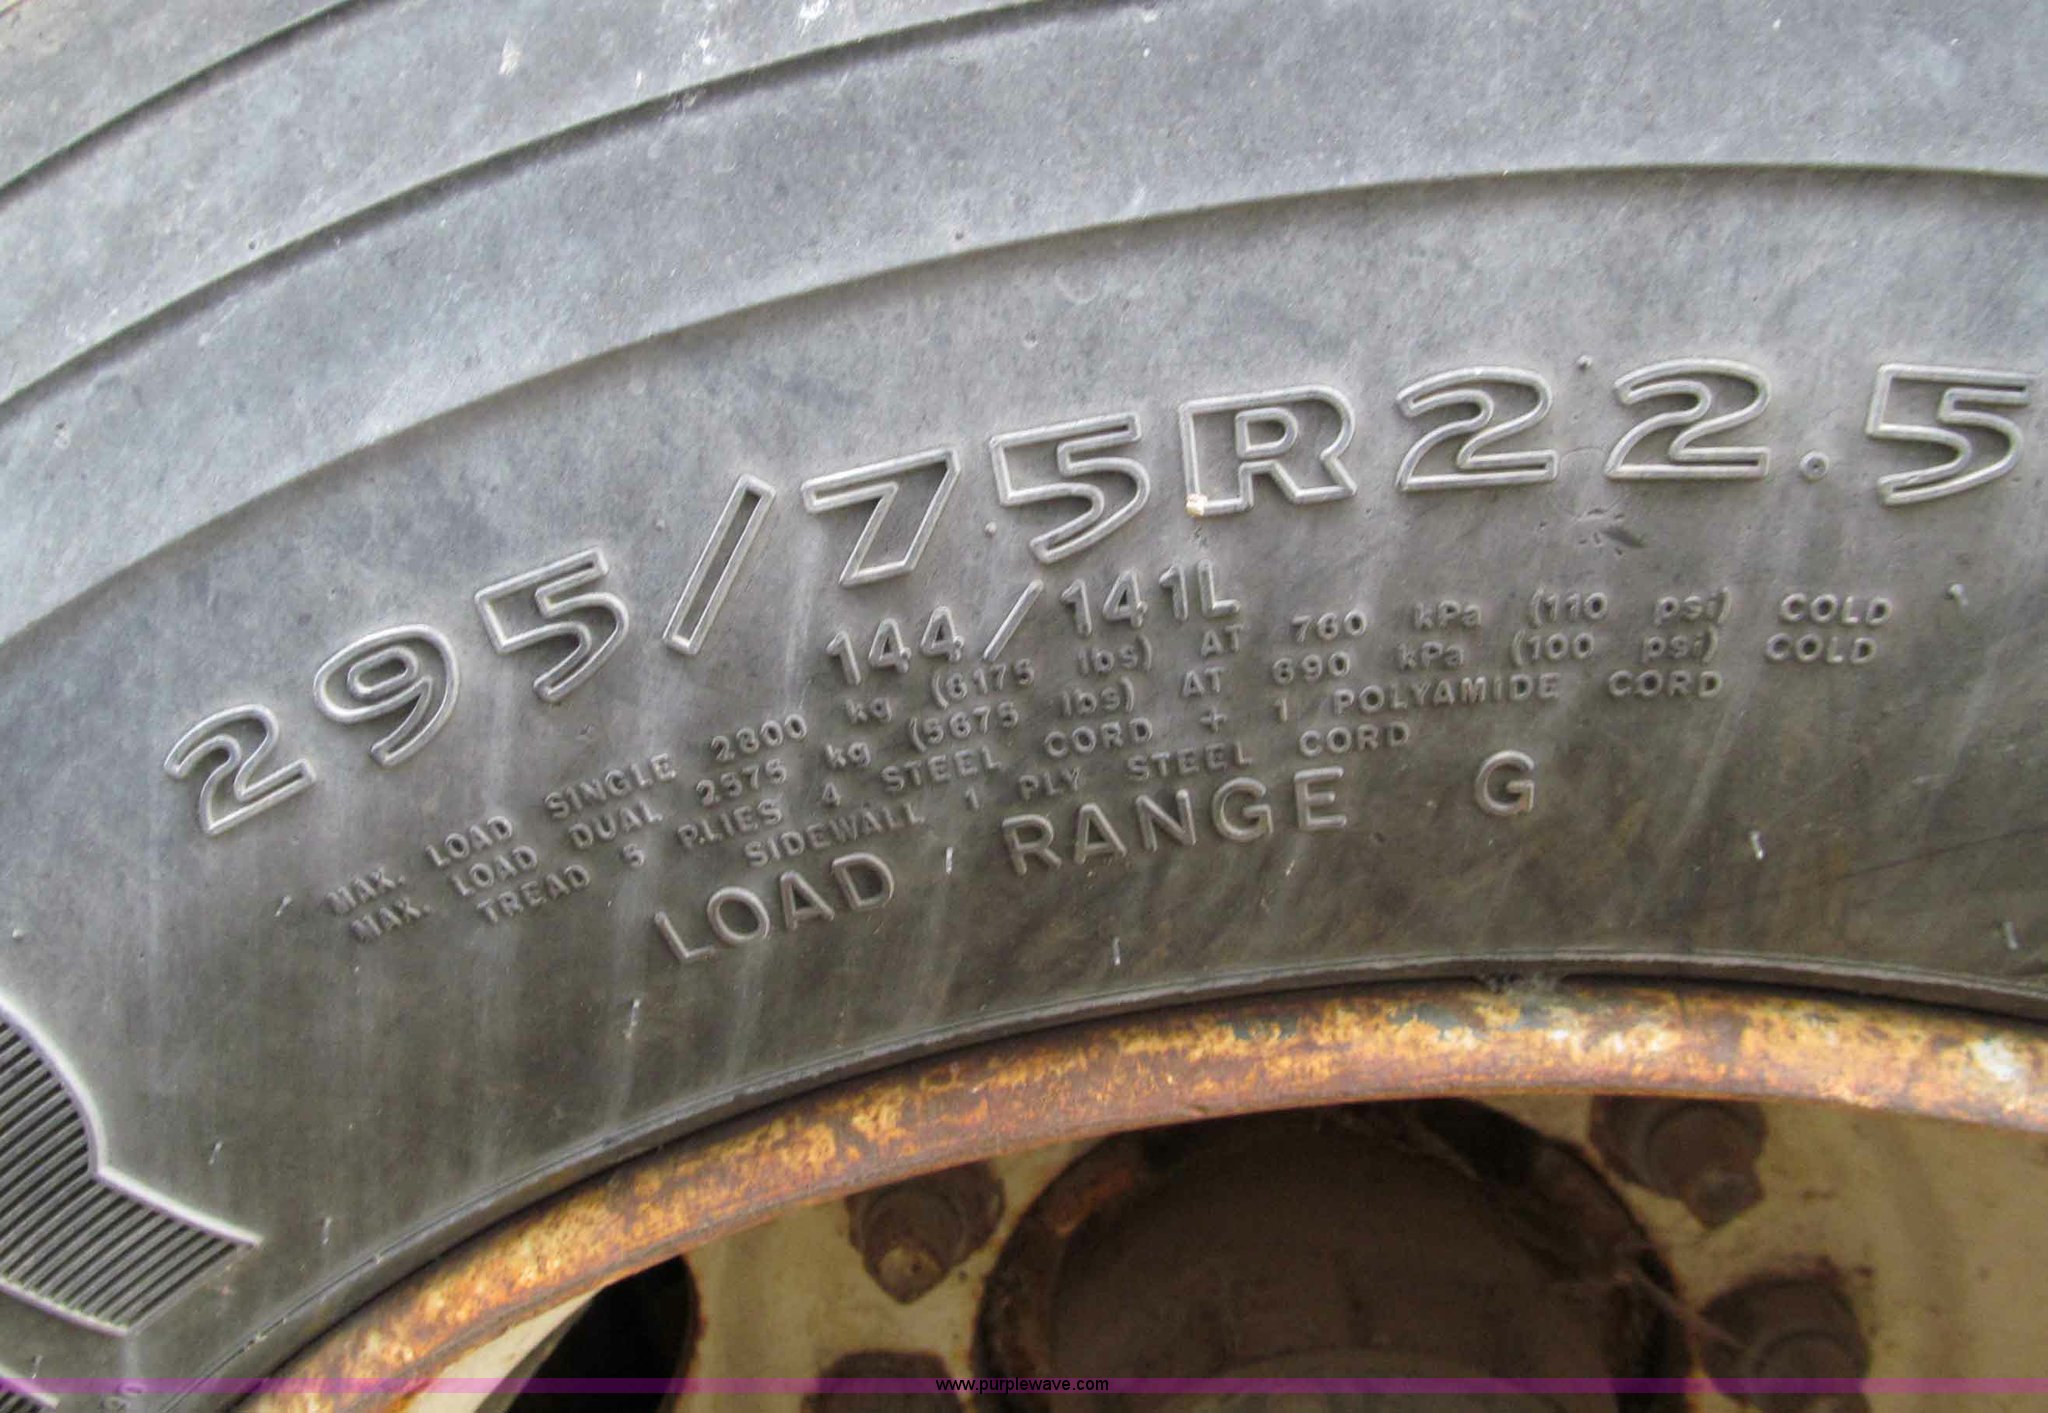 295/75R22.5
144/141L
MAX. LOAD SINGLE 2800 kg (6175 lbs) AT 760 kPa (110 psi) COLD
MAX. LOAD DUAL 2575 kg (5675 lbs) AT 690 kPa (100 psi) COLD
TREAD 5 PLIES 4 STEEL CORD + 1 POLYAMIDE CORD
SIDEWALL 1 PLY STEEL CORD
LOAD RANGE G
www.purplewave.com